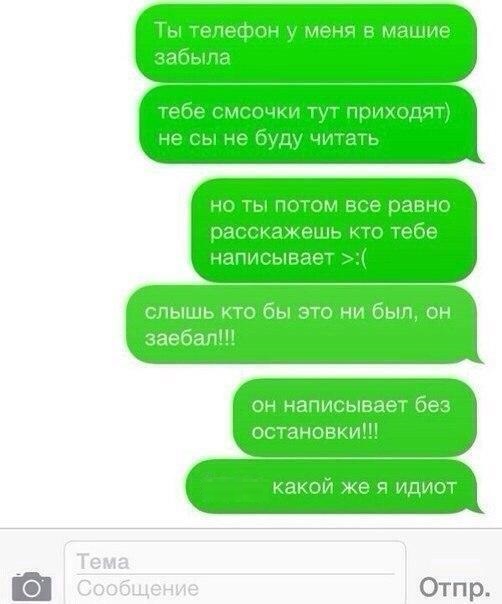 Ты телефон у меня в машие
забыла
тебе смсочки тут приходят)
не сы не буду читать
но ты потом все равно
расскажешь кто тебе
написывает >:(
слышь кто бы это ни был, он
заебал!!!
он написывает без
остановки!!!
какой же я идиот
Тема
Сообщение
Отпр.